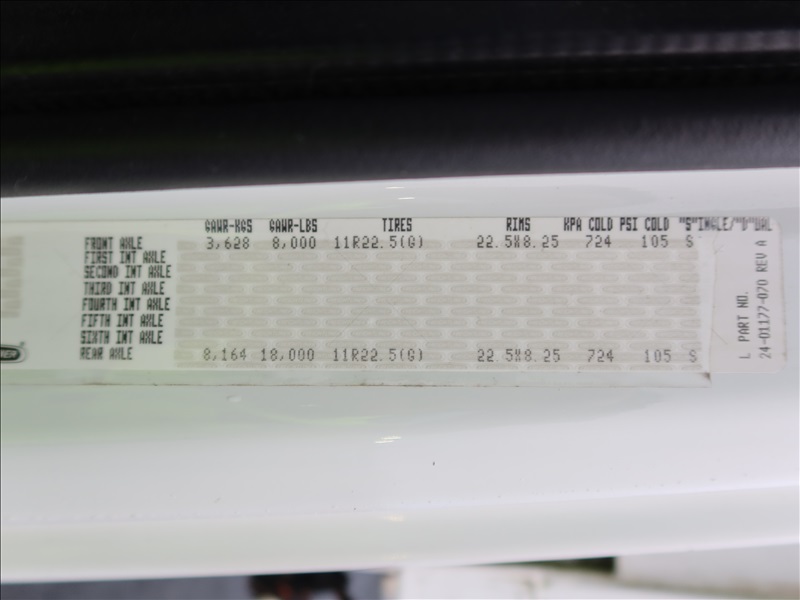 GAWR-KGS GAWR-LBS TIRES RIMS KPA COLD PSI COLD "S"INGLE/"D"UAL
FRONT AXLE 3,628 8,000 11R22.5(G) 22.5X8.25 724 105 S
FIRST INT AXLE
SECOND INT AXLE
THIRD INT AXLE
FOURTH INT AXLE
FIFTH INT AXLE
SIXTH INT AXLE
REAR AXLE 8,164 18,000 11R22.5(G) 22.5X8.25 724 105 S
L PART NO.
24-01177-070 REV A